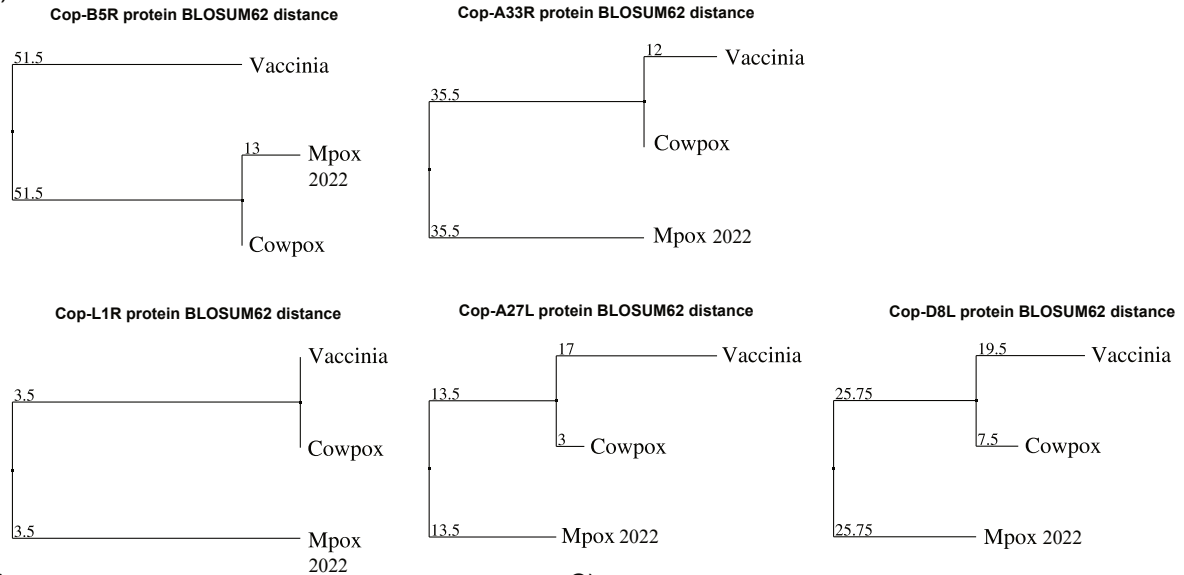 Cop-B5R protein BLOSUM62 distance
51.5
Vaccinia
13
Mpox
2022
51.5
Cowpox
Cop-A33R protein BLOSUM62 distance
12
Vaccinia
35.5
Cowpox
35.5
Mpox 2022
Cop-L1R protein BLOSUM62 distance
Vaccinia
3.5
Cowpox
3.5
Mpox
2022
Cop-A27L protein BLOSUM62 distance
17
Vaccinia
13.5
3
Cowpox
13.5
Mpox 2022
Cop-D8L protein BLOSUM62 distance
19.5
Vaccinia
25.75
7.5
Cowpox
25.75
Mpox 2022